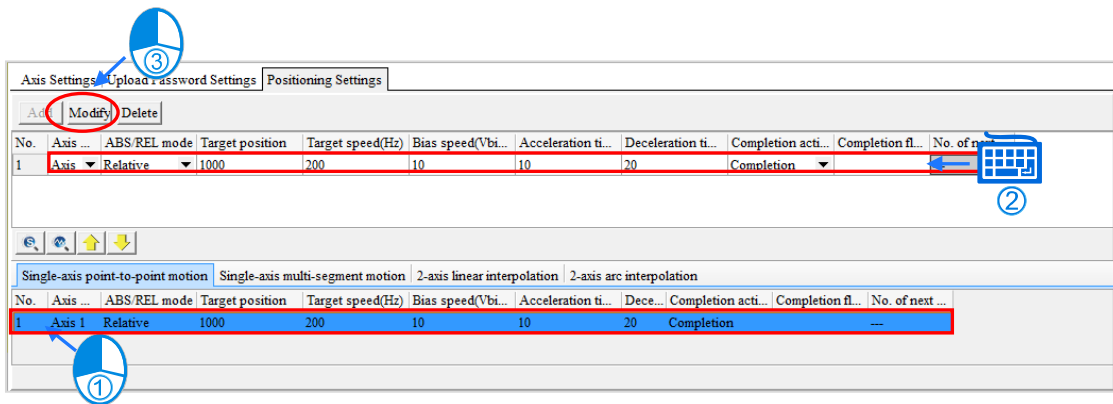 ③
Axis Settings Upload Password Settings Positioning Settings
Add Modify Delete
No. Axis ... ABS/REL mode Target position Target speed(Hz) Bias speed(Vbi... Acceleration ti... Deceleration ti... Completion acti... Completion fl... No. of next
1 Axis Relative 1000 200 10 10 20 Completion
②
Single-axis point-to-point motion Single-axis multi-segment motion 2-axis linear interpolation 2-axis arc interpolation
No. Axis ... ABS/REL mode Target position Target speed(Hz) Bias speed(Vbi... Acceleration ti... Dece... Completion acti... Completion fl... No. of next ...
1 Axis 1 Relative 1000 200 10 10 20 Completion ---
①